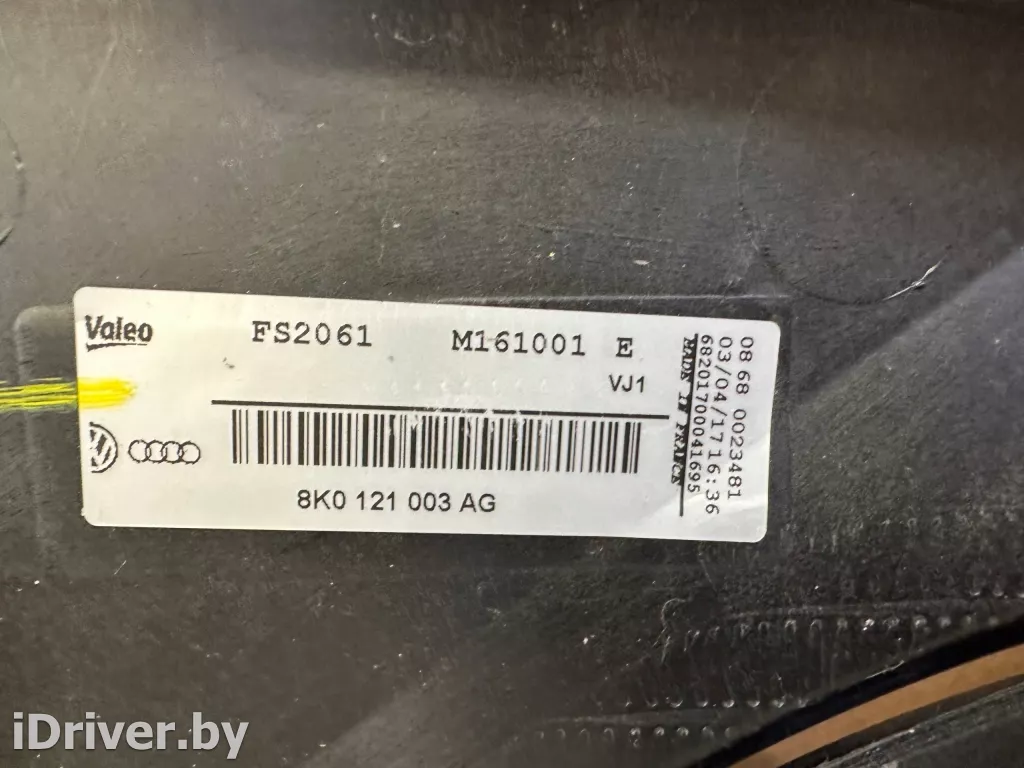 Valeo
FS2061
M161001 E
VJ1
8K0 121 003 AG
08 68 0023481
03/04/17 16:36
68201700041695
MADE IN FRANCE
iDriver.by